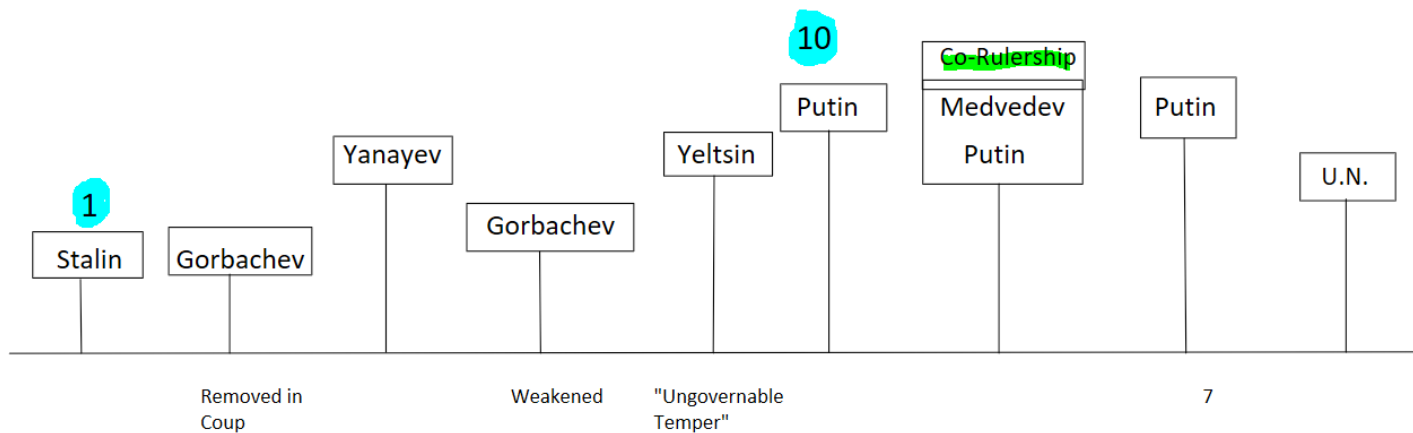 10
Co-Rulership
Putin
Medvedev
Putin
Putin
Yanayev
Yeltsin
U.N.
1
Gorbachev
Stalin
Gorbachev
Removed in
Coup
Weakened
"Ungovernable
Temper"
7